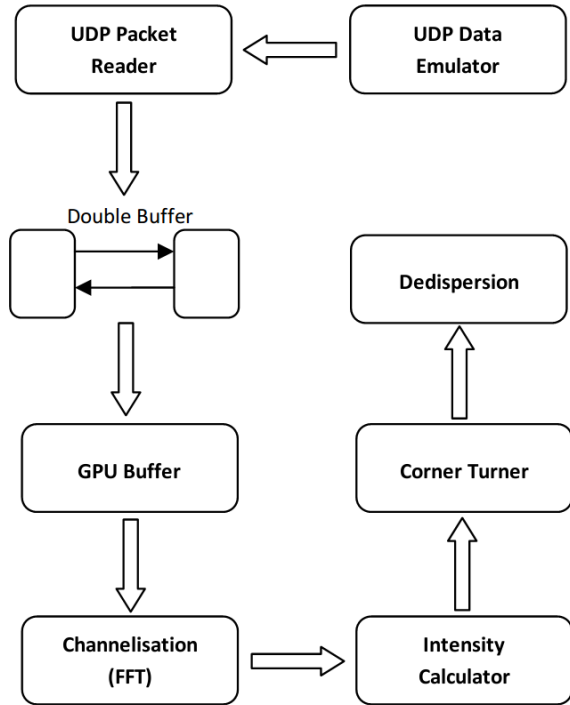 UDP Packet
Reader
UDP Data
Emulator
Double Buffer
Dedispersion
GPU Buffer
Corner Turner
Channelisation
(FFT)
Intensity
Calculator